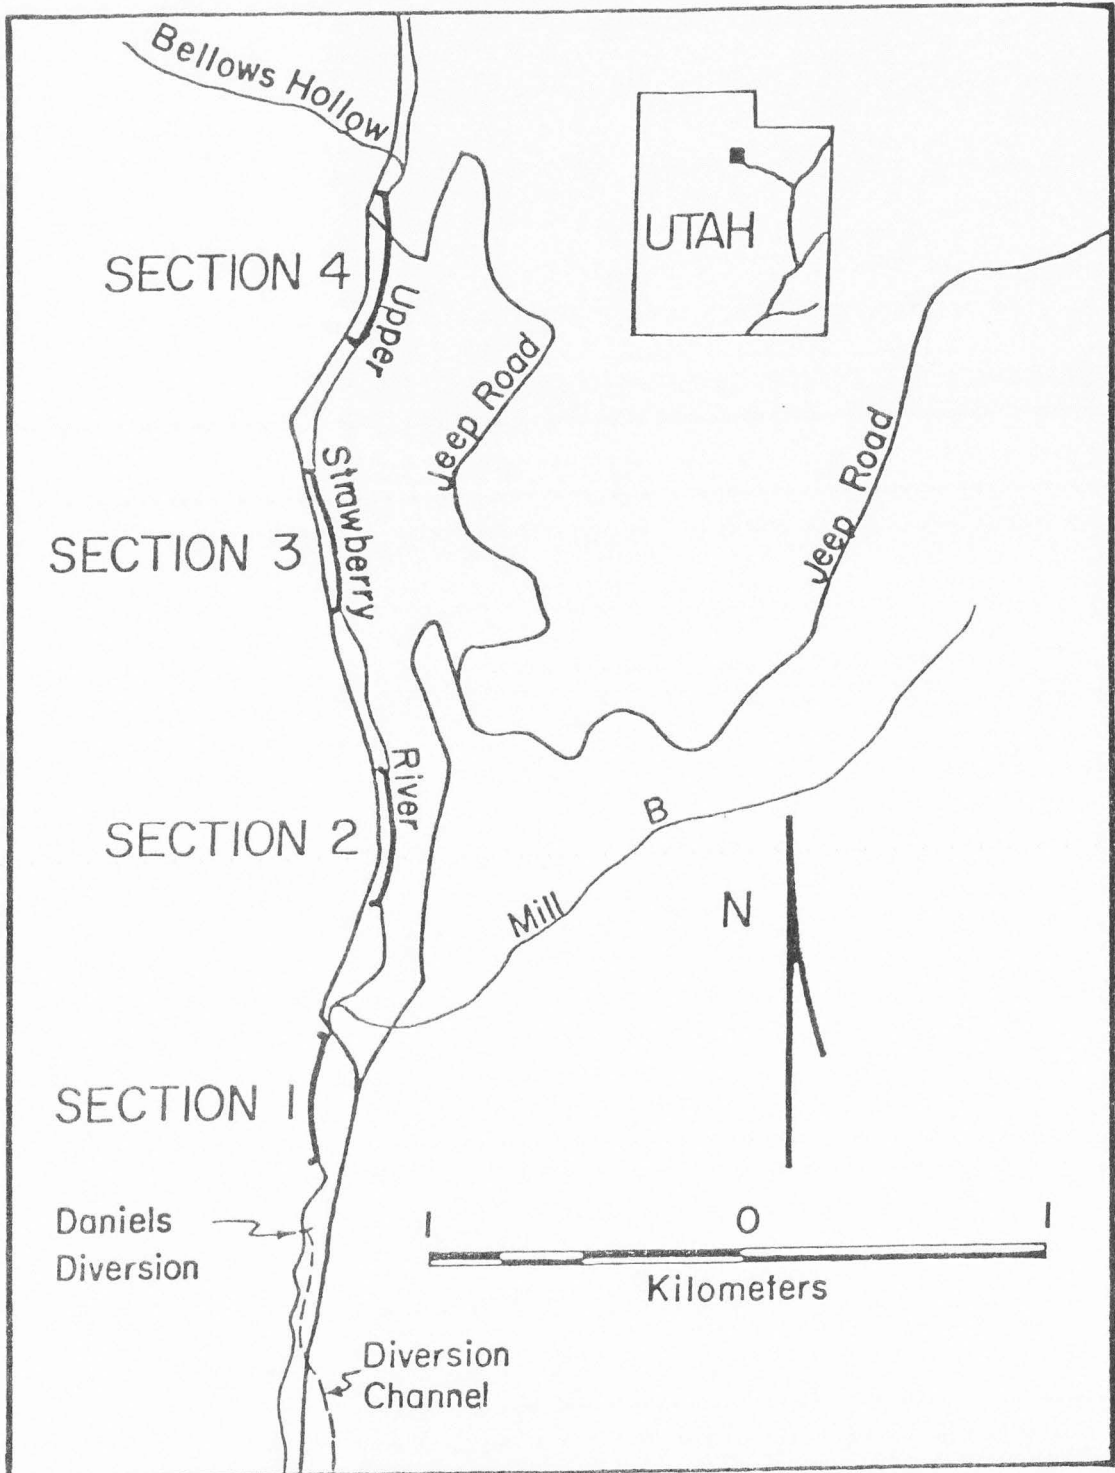 Bellows Hollow
UTAH
SECTION 4
Upper
Jeep Road
Jeep Road
Strawberry
SECTION 3
River
SECTION 2
B
Mill
N
SECTION 1
Daniels
Diversion
1 0 1
Kilometers
Diversion
Channel